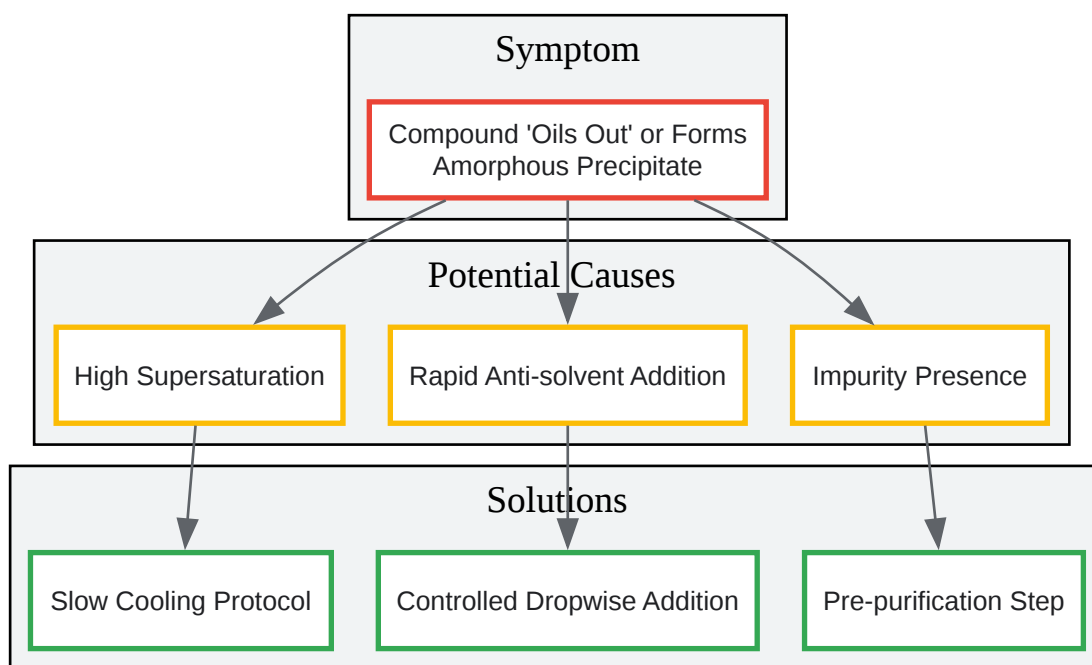 Symptom
Compound 'Oils Out' or Forms
Amorphous Precipitate
Potential Causes
High Supersaturation
Rapid Anti-solvent Addition
Impurity Presence
Solutions
Slow Cooling Protocol
Controlled Dropwise Addition
Pre-purification Step